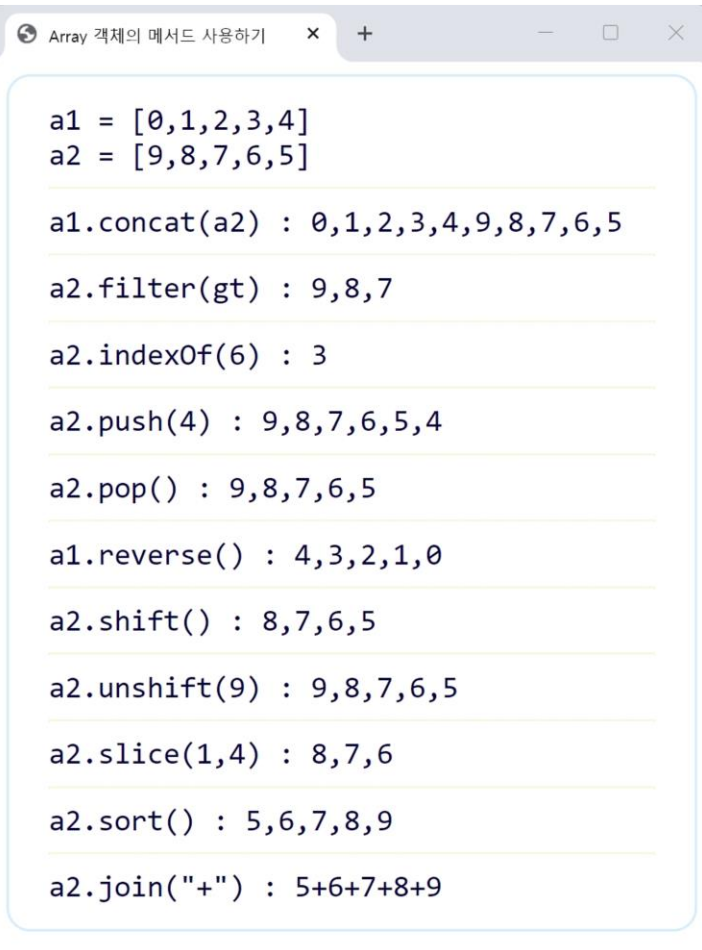 Array 객체의 메서드 사용하기
a1 = [0,1,2,3,4]
a2 = [9,8,7,6,5]
a1.concat(a2) : 0,1,2,3,4,9,8,7,6,5
a2.filter(gt) : 9,8,7
a2.indexOf(6) : 3
a2.push(4) : 9,8,7,6,5,4
a2.pop() : 9,8,7,6,5
a1.reverse() : 4,3,2,1,0
a2.shift() : 8,7,6,5
a2.unshift(9) : 9,8,7,6,5
a2.slice(1,4) : 8,7,6
a2.sort() : 5,6,7,8,9
a2.join("+") : 5+6+7+8+9